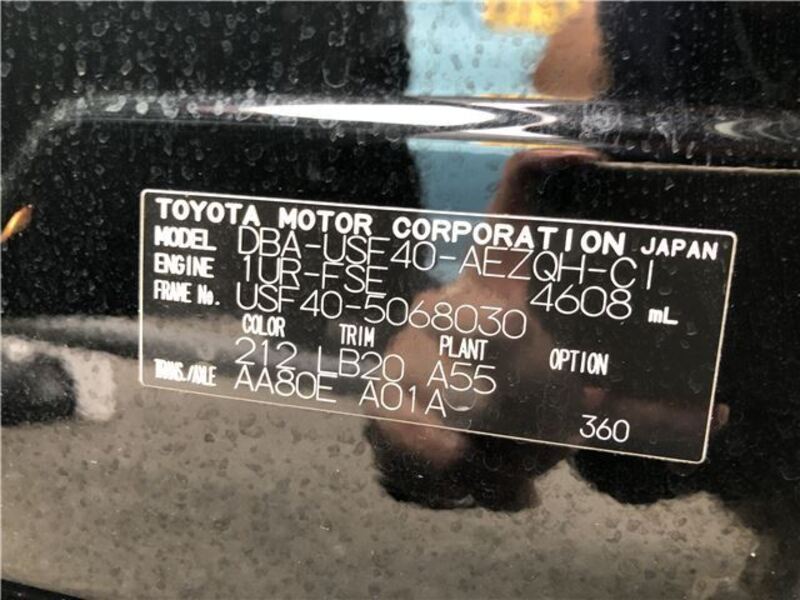 TOYOTA MOTOR CORPORATION JAPAN
MODEL DBA-USF40-AEZQH-CI
ENGINE 1UR-FSE 4608 mL
FRAME No. USF40-5068030
COLOR TRIM PLANT OPTION
212 LB20 A55
TRANS./AXLE AA80E A01A
360